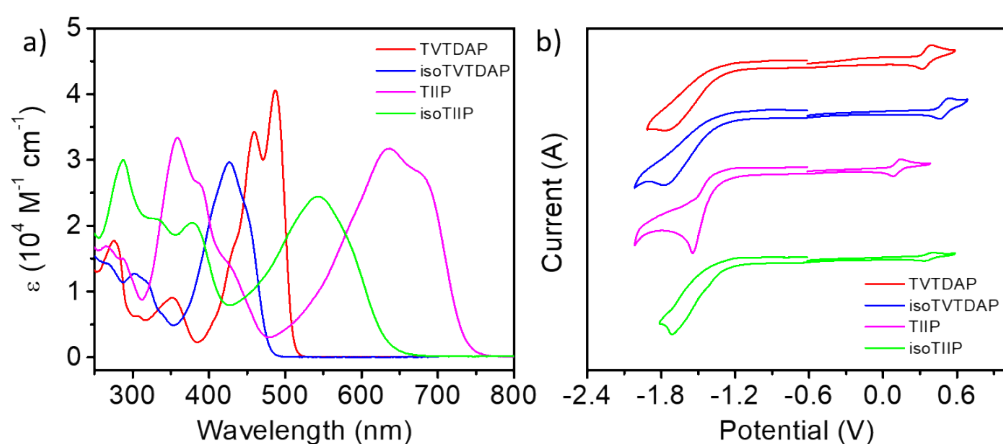 a)
5
4
3
2
1
0
ε (10⁴ M⁻¹ cm⁻¹)
TVTDAP
isoTVTDAP
TIIP
isoTIIP
300 400 500 600 700 800
Wavelength (nm)
b)
Current (A)
TVTDAP
isoTVTDAP
TIIP
isoTIIP
-2.4 -1.8 -1.2 -0.6 0.0 0.6
Potential (V)